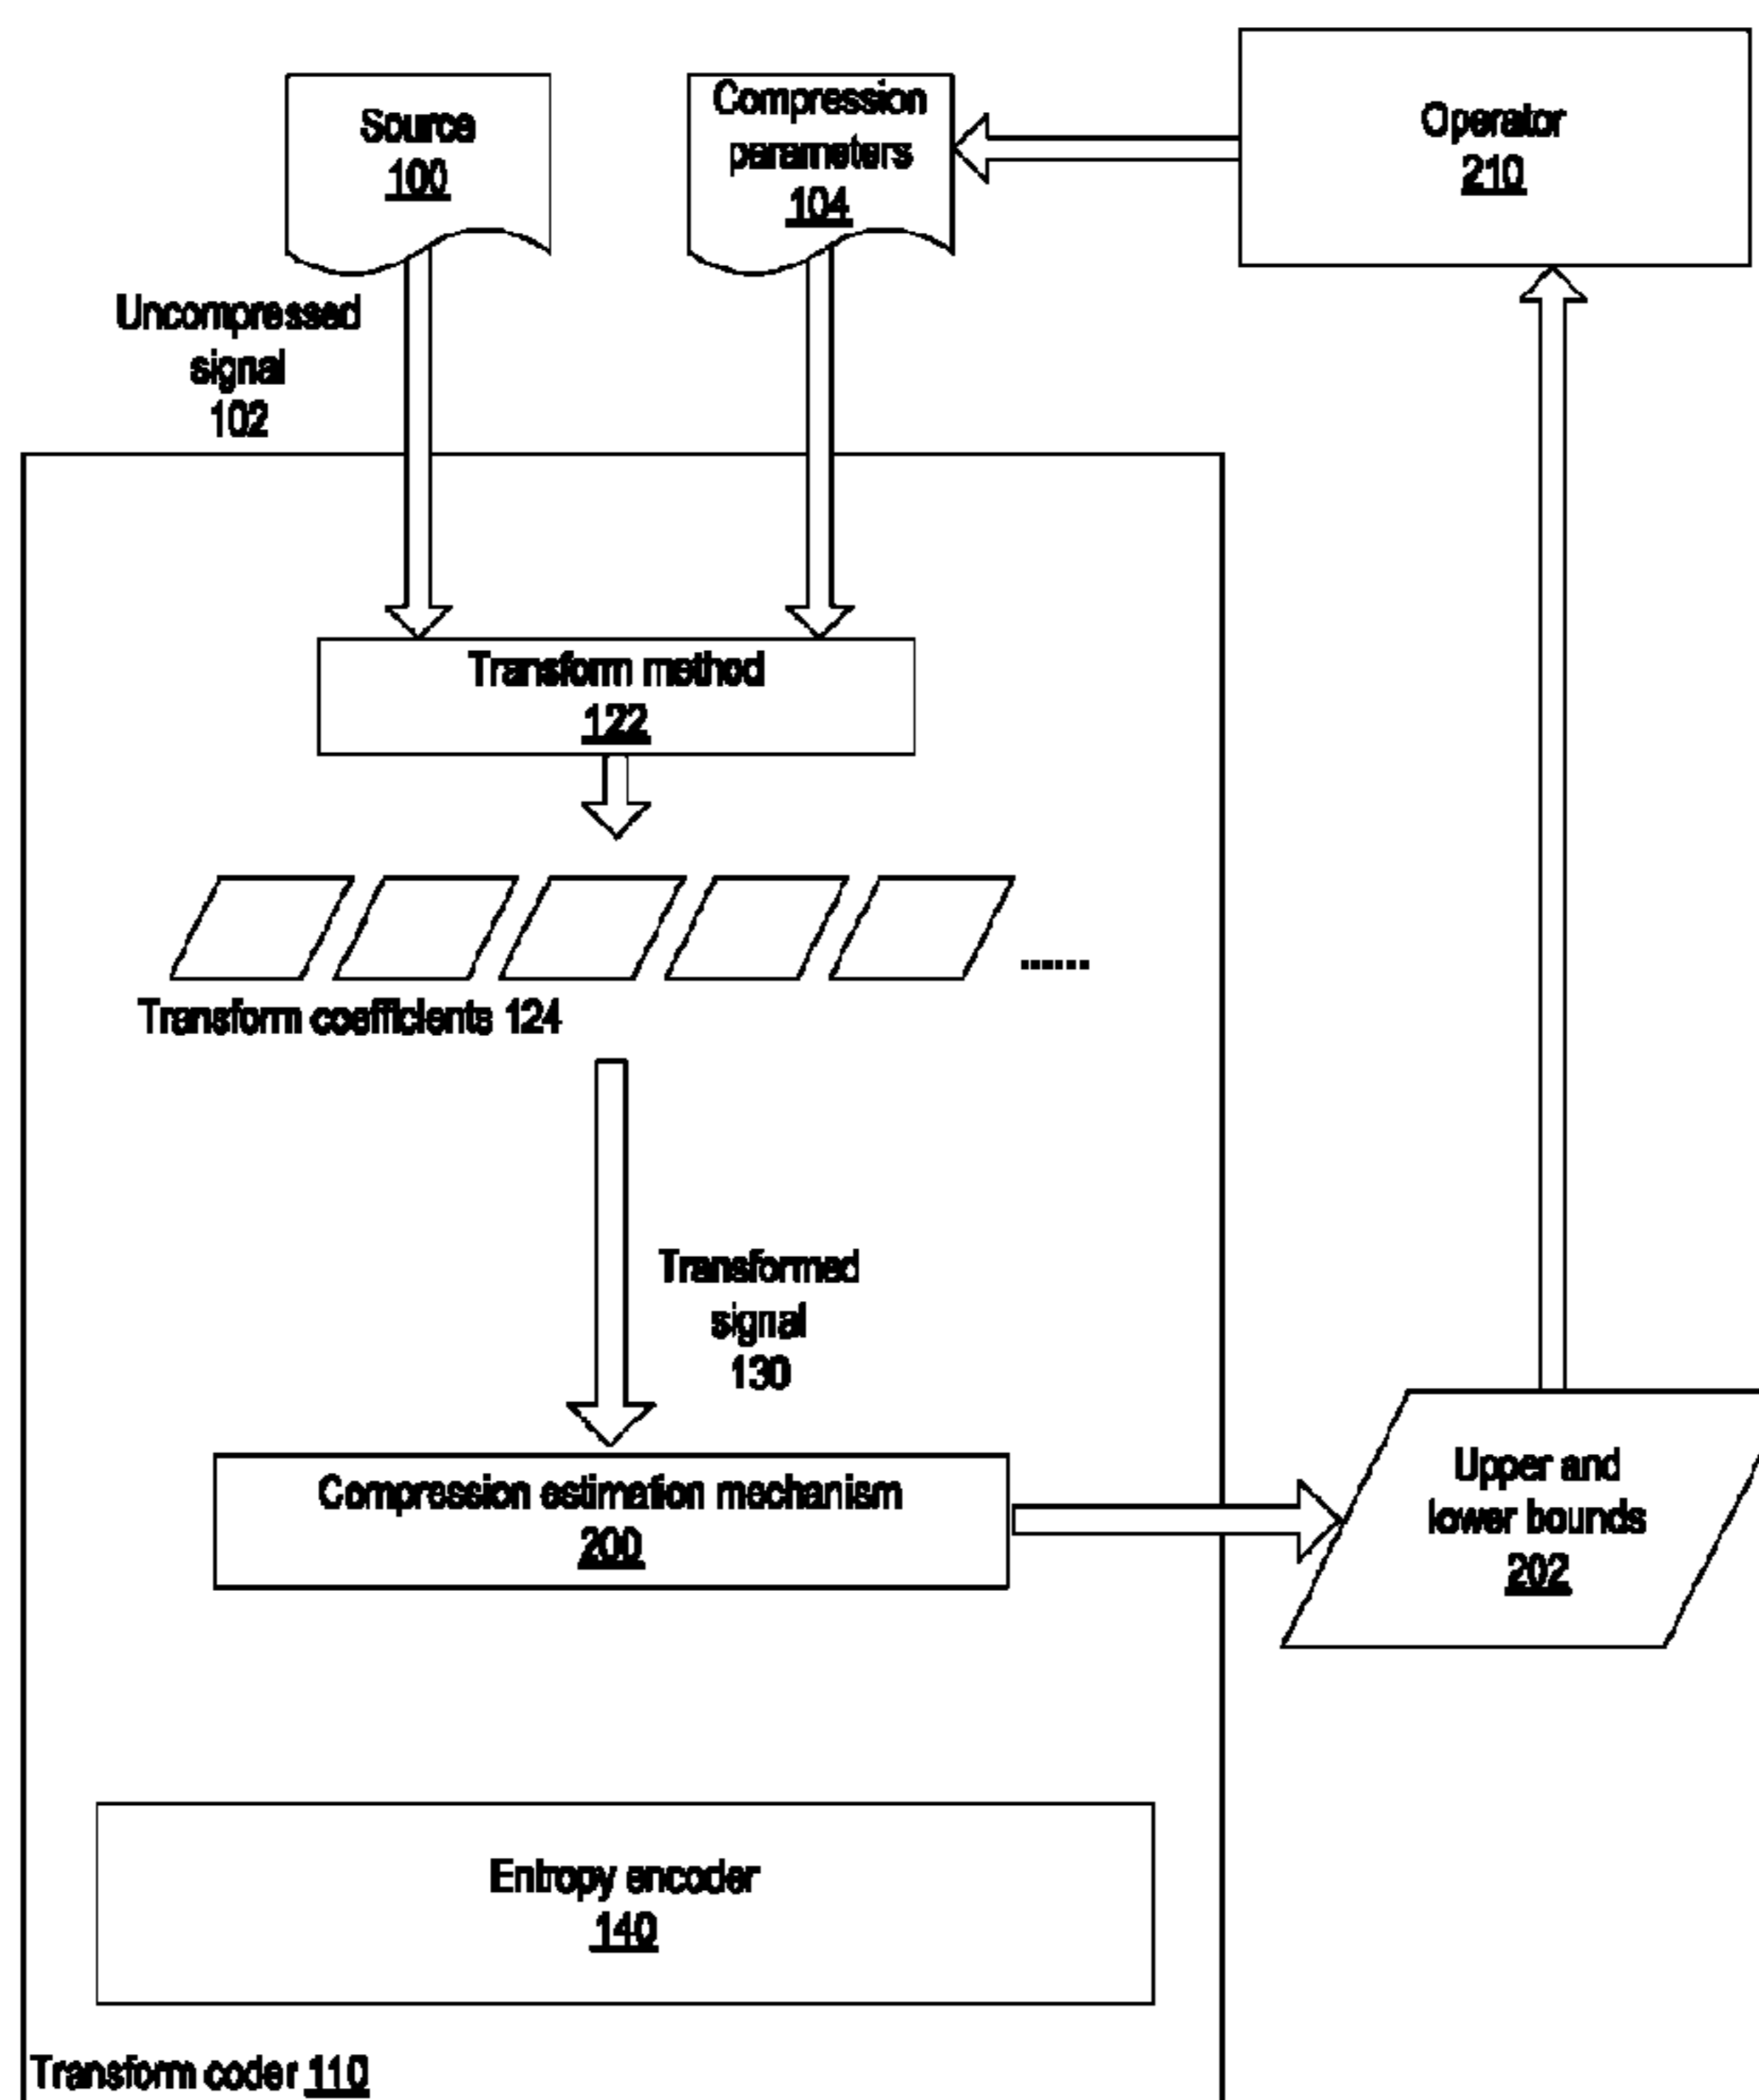 Source
100
Compression
parameters
104
Operator
210
Uncompressed
signal
102
Transform method
122
......
Transform coefficients 124
Transformed
signal
130
Compression estimation mechanism
200
Upper and
lower bounds
202
Entropy encoder
140
Transform coder 110